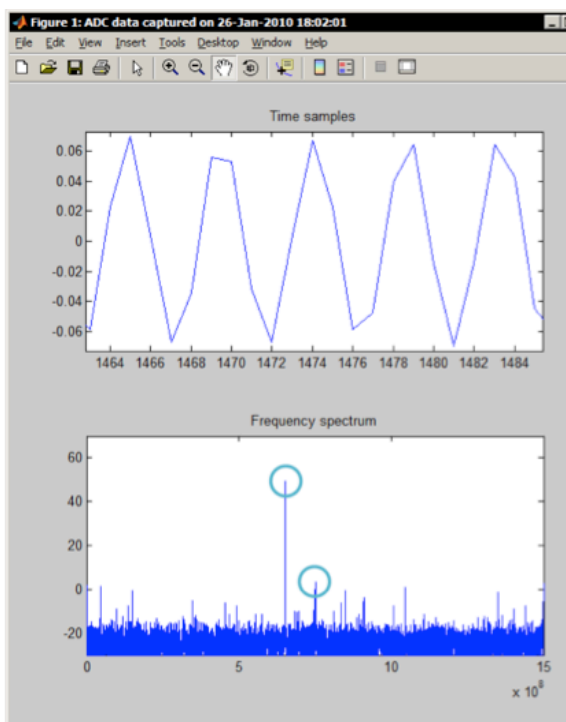 Figure 1: ADC data captured on 26-Jan-2010 18:02:01
File Edit View Insert Tools Desktop Window Help
Time samples
0.06
0.04
0.02
0
-0.02
-0.04
-0.06
1464 1466 1468 1470 1472 1474 1476 1478 1480 1482 1484
Frequency spectrum
60
40
20
0
-20
0 5 10 15
x 10^8